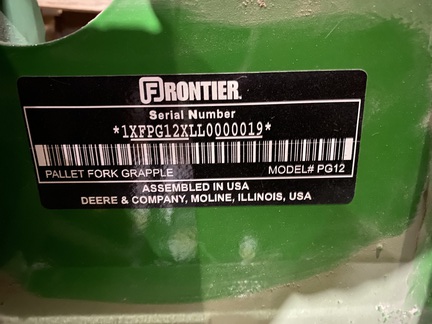 FRONTIER.
Serial Number
*1XFPG12XLL0000019*
PALLET FORK GRAPPLE MODEL# PG12
ASSEMBLED IN USA
DEERE & COMPANY, MOLINE, ILLINOIS, USA